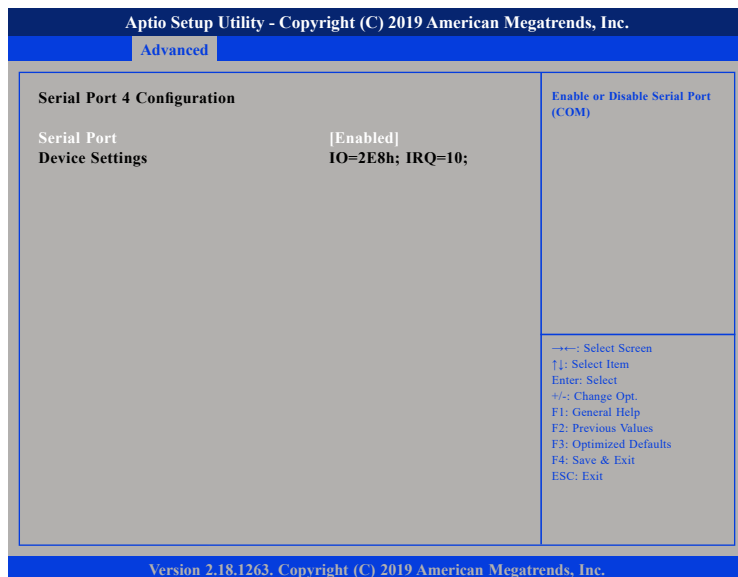 Aptio Setup Utility - Copyright (C) 2019 American Megatrends, Inc.
Advanced
Serial Port 4 Configuration
Serial Port [Enabled]
Device Settings IO=2E8h; IRQ=10;
Enable or Disable Serial Port
(COM)
→←: Select Screen
↑↓: Select Item
Enter: Select
+/-: Change Opt.
F1: General Help
F2: Previous Values
F3: Optimized Defaults
F4: Save & Exit
ESC: Exit
Version 2.18.1263. Copyright (C) 2019 American Megatrends, Inc.